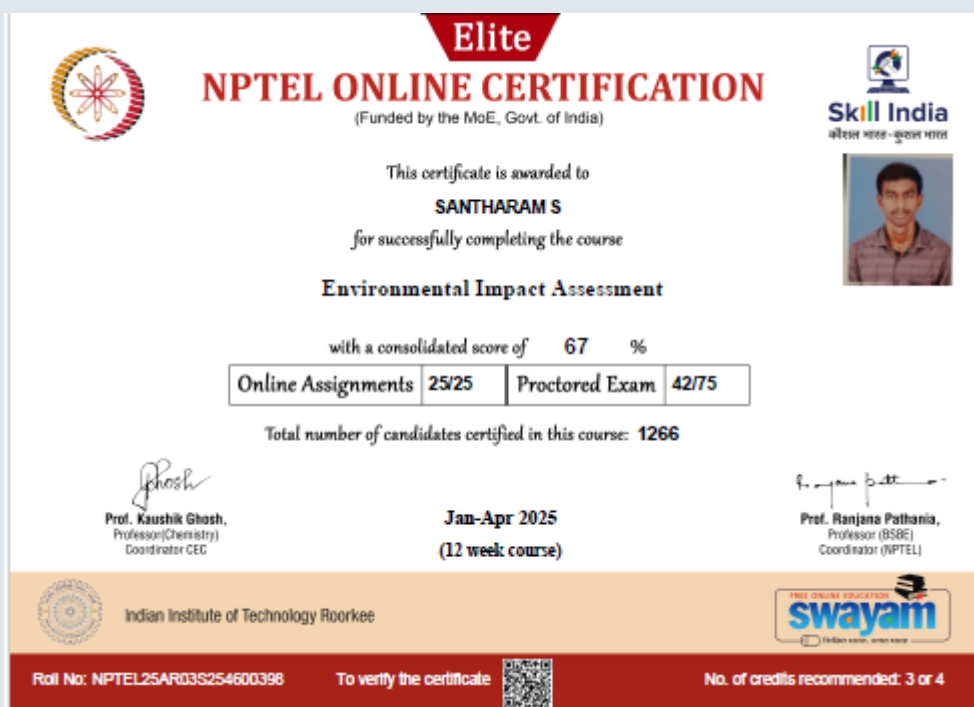 Elite
NPTEL ONLINE CERTIFICATION
(Funded by the MoE, Govt. of India)
Skill India
कौशल भारत - कुशल भारत
This certificate is awarded to
SANTHARAM S
for successfully completing the course
Environmental Impact Assessment
with a consolidated score of 67 %
Online Assignments 25/25 Proctored Exam 42/75
Total number of candidates certified in this course: 1266
Prof. Kaushik Ghosh,
Professor(Chemistry)
Coordinator CEC
Jan-Apr 2025
(12 week course)
Prof. Ranjana Pathania,
Professor (BSBE)
Coordinator (NPTEL)
Indian Institute of Technology Roorkee
FREE ONLINE EDUCATION
swayam
Roll No: NPTEL25AR03S254600398 To verify the certificate No. of credits recommended: 3 or 4